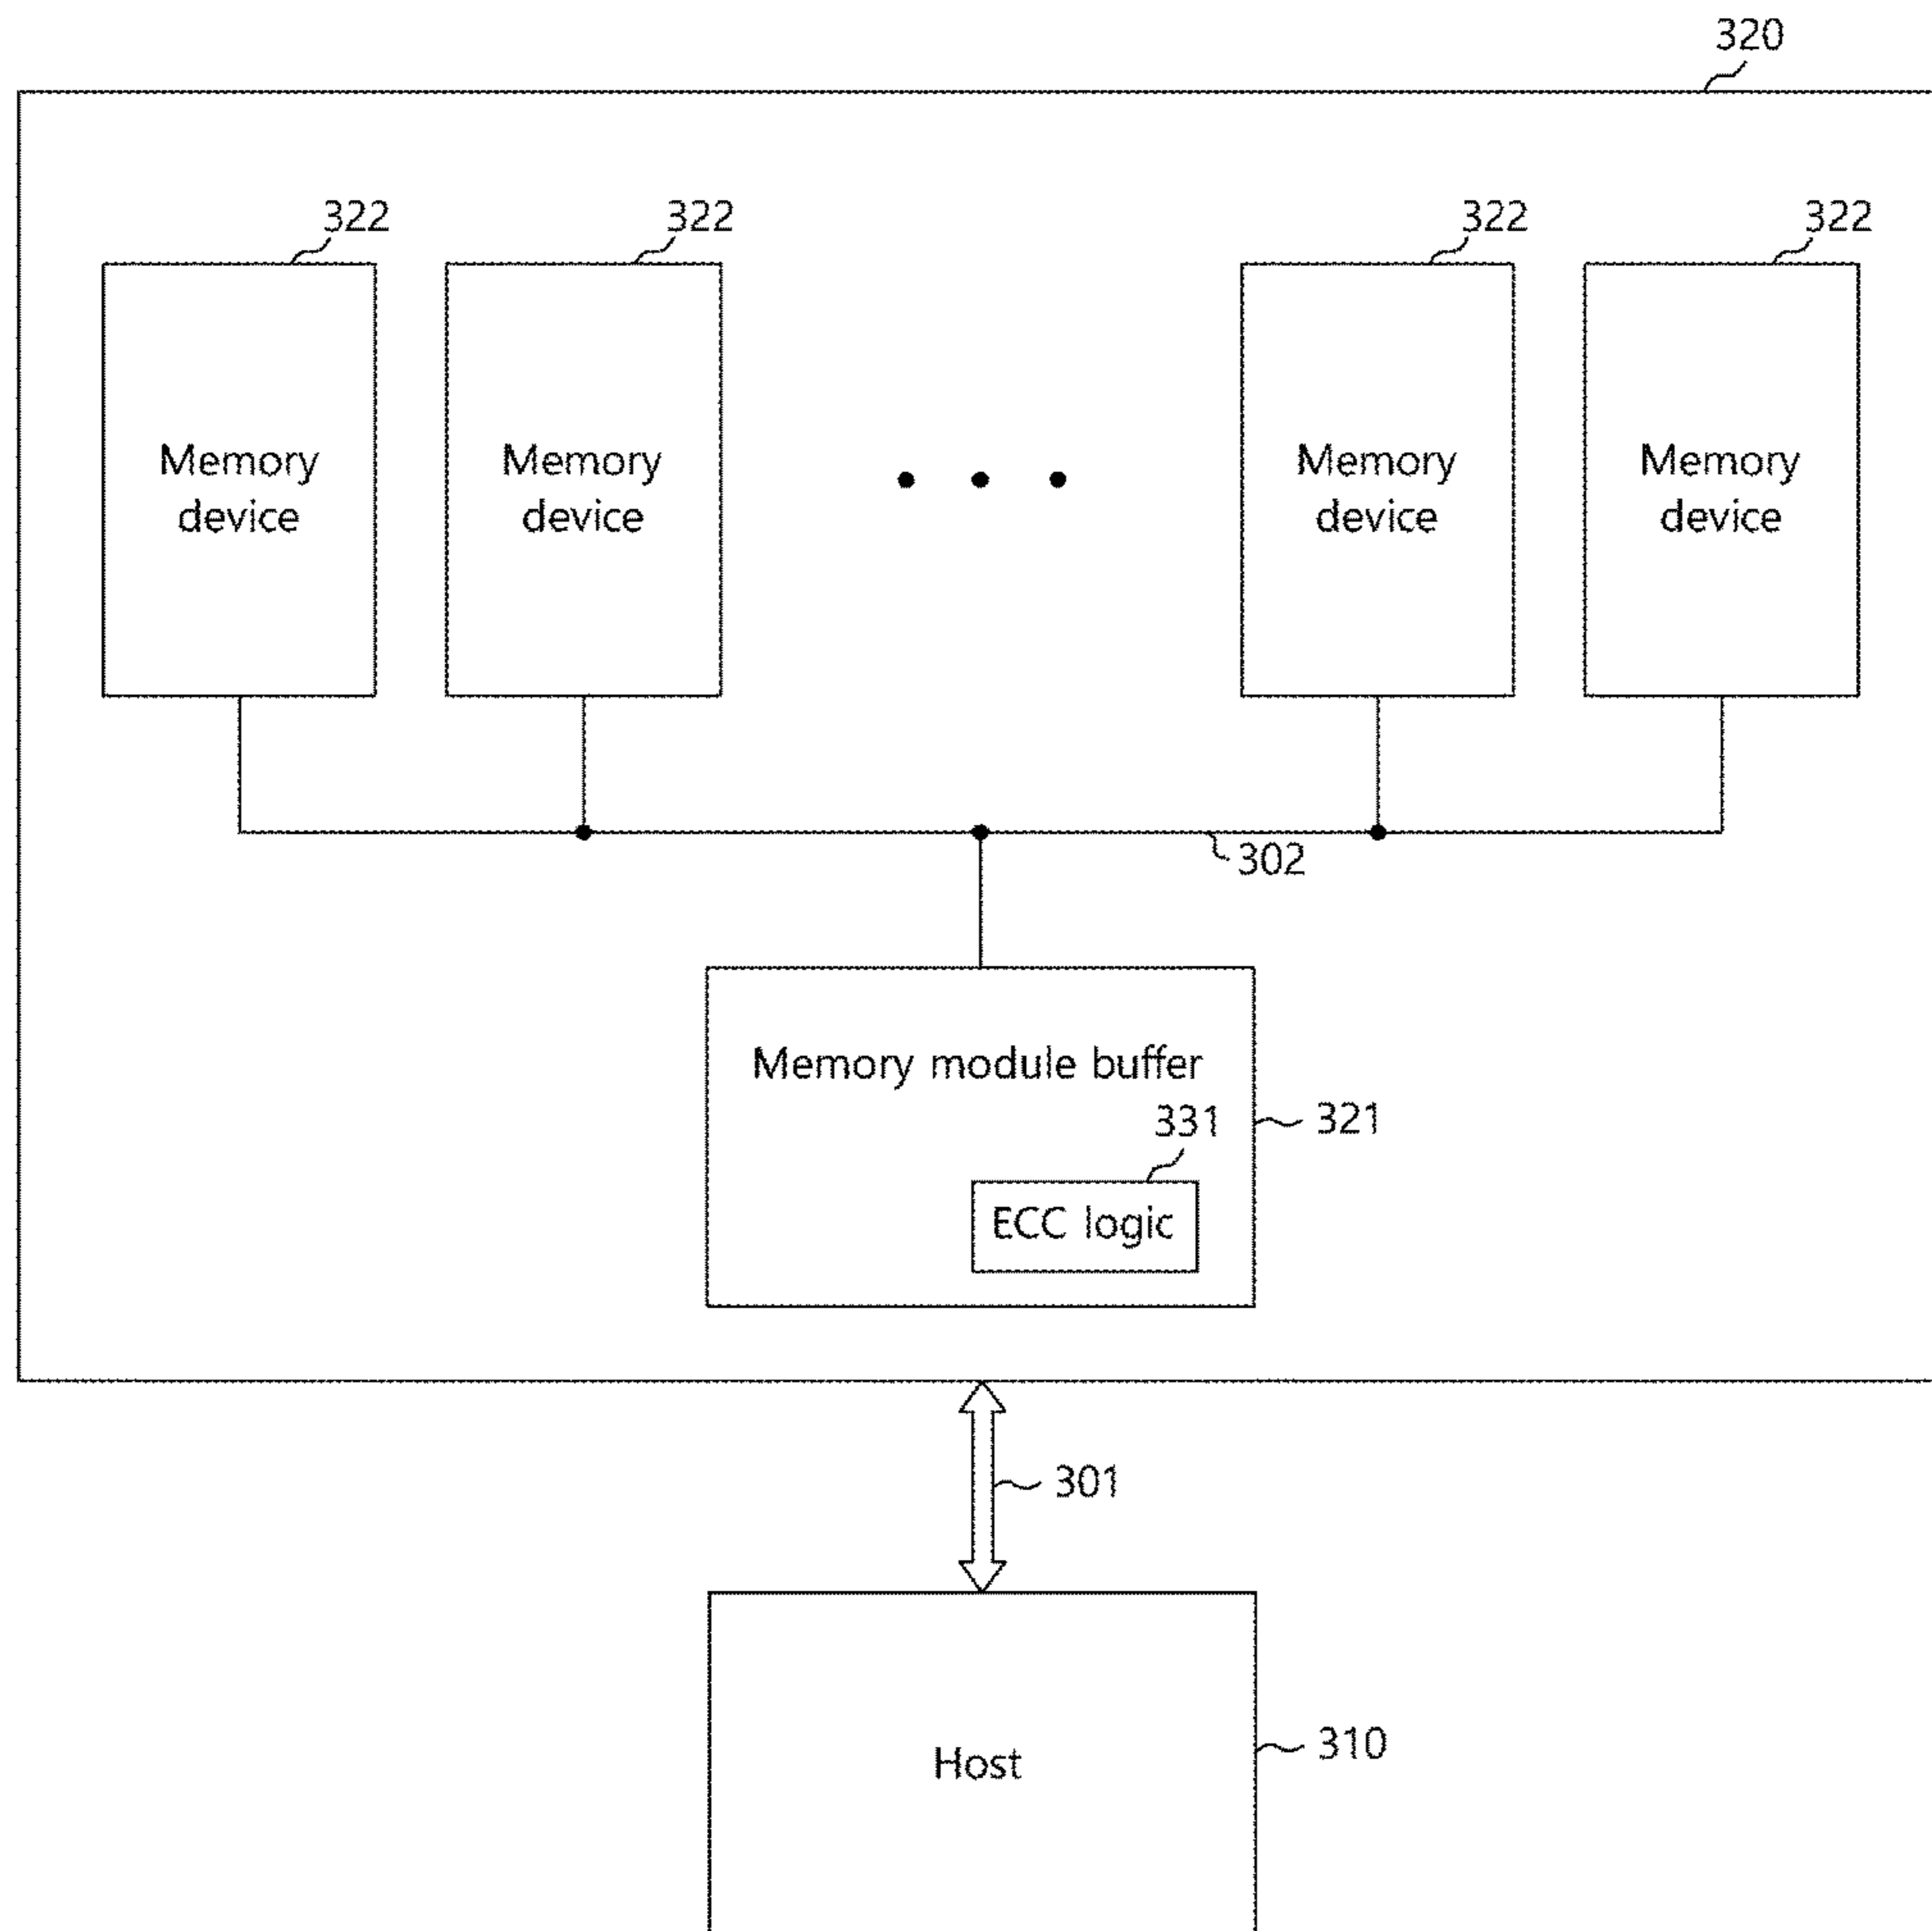 320
322
322
322
322
Memory
device
Memory
device
Memory
device
Memory
device
302
Memory module buffer
331
321
ECC logic
301
310
Host